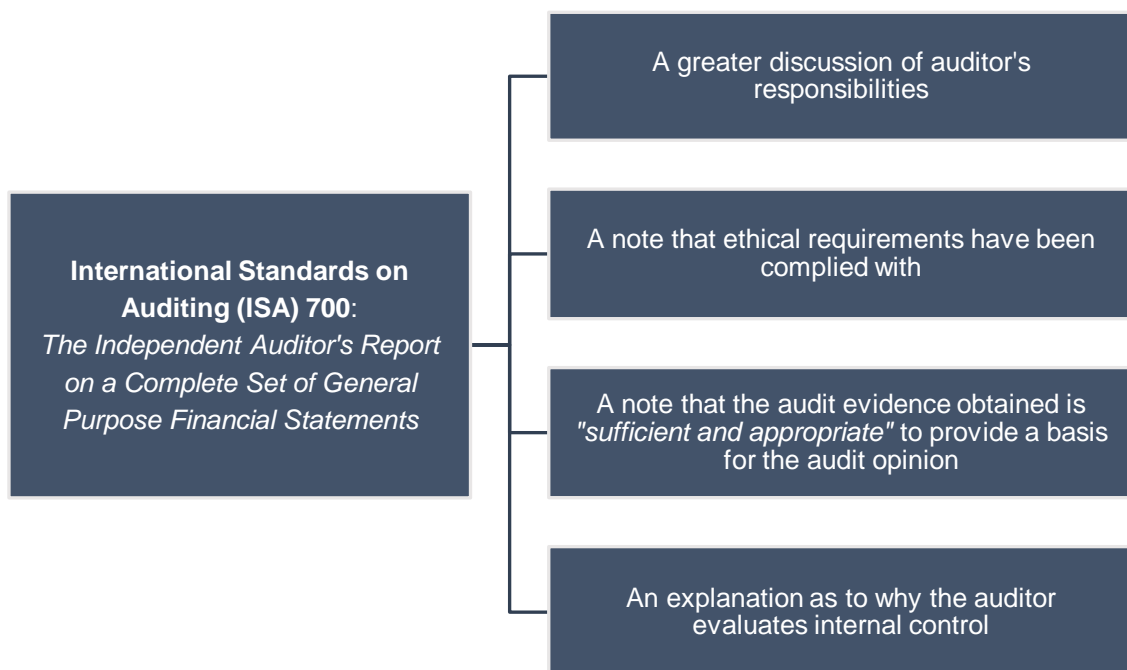 International Standards on
Auditing (ISA) 700:
The Independent Auditor's Report
on a Complete Set of General
Purpose Financial Statements
A greater discussion of auditor's
responsibilities
A note that ethical requirements have been
complied with
A note that the audit evidence obtained is
"sufficient and appropriate" to provide a basis
for the audit opinion
An explanation as to why the auditor
evaluates internal control